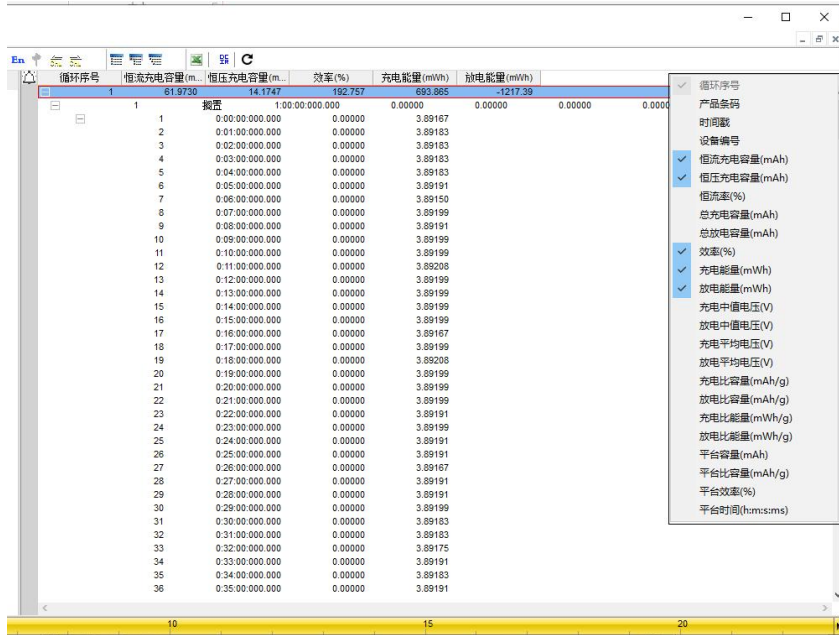 En
循环序号 恒流充电容量(m... 恒压充电容量(m... 效率(%) 充电能量(mWh) 放电能量(mWh)
1 61.9730 14.1747 192.757 693.865 -1217.39
1 搁置 1:00:00:000.000 0.00000 0.00000 0.00000 0.0000
1 0:00:00:000.000 0.00000 3.89167
2 0:01:00:000.000 0.00000 3.89183
3 0:02:00:000.000 0.00000 3.89183
4 0:03:00:000.000 0.00000 3.89183
5 0:04:00:000.000 0.00000 3.89183
6 0:05:00:000.000 0.00000 3.89191
7 0:06:00:000.000 0.00000 3.89150
8 0:07:00:000.000 0.00000 3.89199
9 0:08:00:000.000 0.00000 3.89191
10 0:09:00:000.000 0.00000 3.89199
11 0:10:00:000.000 0.00000 3.89199
12 0:11:00:000.000 0.00000 3.89208
13 0:12:00:000.000 0.00000 3.89199
14 0:13:00:000.000 0.00000 3.89199
15 0:14:00:000.000 0.00000 3.89199
16 0:15:00:000.000 0.00000 3.89199
17 0:16:00:000.000 0.00000 3.89167
18 0:17:00:000.000 0.00000 3.89199
19 0:18:00:000.000 0.00000 3.89208
20 0:19:00:000.000 0.00000 3.89199
21 0:20:00:000.000 0.00000 3.89199
22 0:21:00:000.000 0.00000 3.89199
23 0:22:00:000.000 0.00000 3.89191
24 0:23:00:000.000 0.00000 3.89199
25 0:24:00:000.000 0.00000 3.89191
26 0:25:00:000.000 0.00000 3.89191
27 0:26:00:000.000 0.00000 3.89167
28 0:27:00:000.000 0.00000 3.89191
29 0:28:00:000.000 0.00000 3.89191
30 0:29:00:000.000 0.00000 3.89199
31 0:30:00:000.000 0.00000 3.89183
32 0:31:00:000.000 0.00000 3.89183
33 0:32:00:000.000 0.00000 3.89175
34 0:33:00:000.000 0.00000 3.89191
35 0:34:00:000.000 0.00000 3.89183
36 0:35:00:000.000 0.00000 3.89191
循环序号
产品条码
时间戳
设备编号
恒流充电容量(mAh)
恒压充电容量(mAh)
恒流率(%)
总充电容量(mAh)
总放电容量(mAh)
效率(%)
充电能量(mWh)
放电能量(mWh)
充电中值电压(V)
放电中值电压(V)
充电平均电压(V)
放电平均电压(V)
充电比容量(mAh/g)
放电比容量(mAh/g)
充电比能量(mWh/g)
放电比能量(mWh/g)
平台容量(mAh)
平台比容量(mAh/g)
平台效率(%)
平台时间(h:m:s:ms)
10 15 20